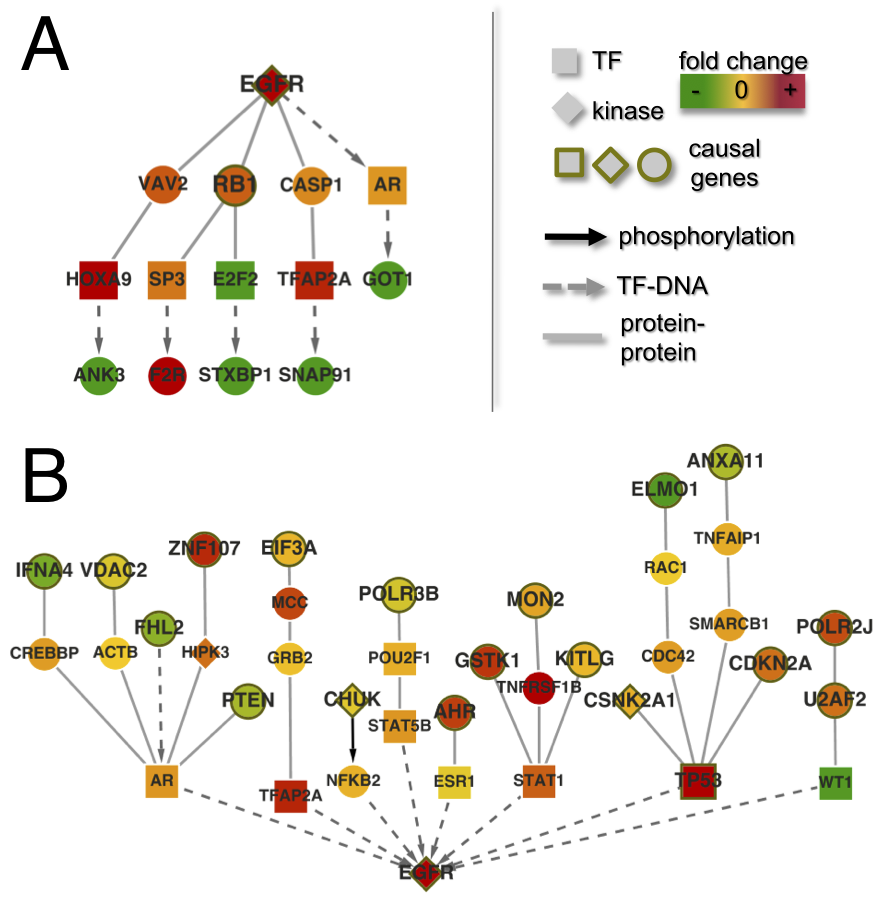 A
EGFR
VAV2
RB1
CASP1
AR
HOXA9
SP3
E2F2
TFAP2A
GOT1
ANK3
F2R
STXBP1
SNAP91
TF
kinase
fold change
- 0 +
causal
genes
phosphorylation
TF-DNA
protein-
protein
B
ANXA11
ELMO1
TNFAIP1
ZNF107
EIF3A
IFNA4
VDAC2
RAC1
POLR3B
MON2
MCC
FHL2
SMARCB1
POLR2J
CREBBP
ACTB
HIPK3
GRB2
POU2F1
GSTK1
KITLG
CDC42
CDKN2A
TNFRSF1B
PTEN
CHUK
CSNK2A1
U2AF2
AHR
STAT5B
AR
TFAP2A
NFKB2
ESR1
STAT1
TP53
WT1
EGFR